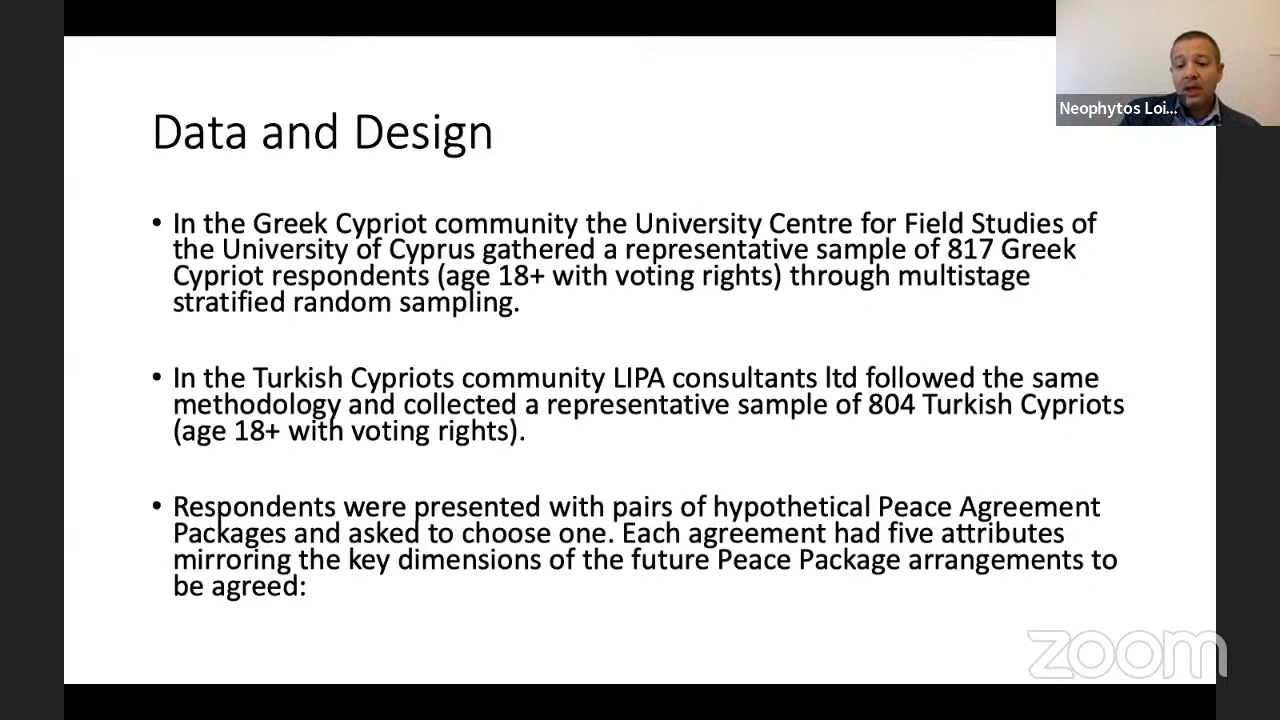 Neophytos Loi...
Data and Design
• In the Greek Cypriot community the University Centre for Field Studies of
the University of Cyprus gathered a representative sample of 817 Greek
Cypriot respondents (age 18+ with voting rights) through multistage
stratified random sampling.
• In the Turkish Cypriots community LIPA consultants ltd followed the same
methodology and collected a representative sample of 804 Turkish Cypriots
(age 18+ with voting rights).
• Respondents were presented with pairs of hypothetical Peace Agreement
Packages and asked to choose one. Each agreement had five attributes
mirroring the key dimensions of the future Peace Package arrangements to
be agreed:
zoom